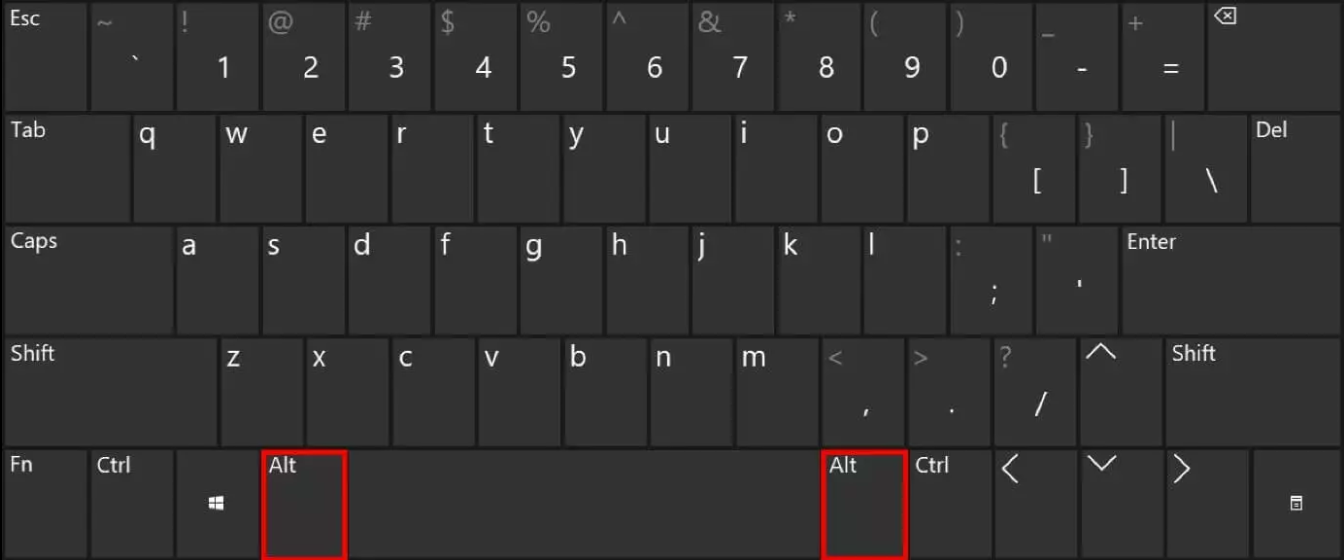 Esc ~ ` ! 1 @ 2 # 3 $ 4 % 5 ^ 6 & 7 * 8 ( 9 ) 0 _ - + =
Tab q w e r t y u i o p { [ } ] | \ Del
Caps a s d f g h j k l : ; " ' Enter
Shift z x c v b n m < , > . ? / Shift
Fn Ctrl Alt Alt Ctrl